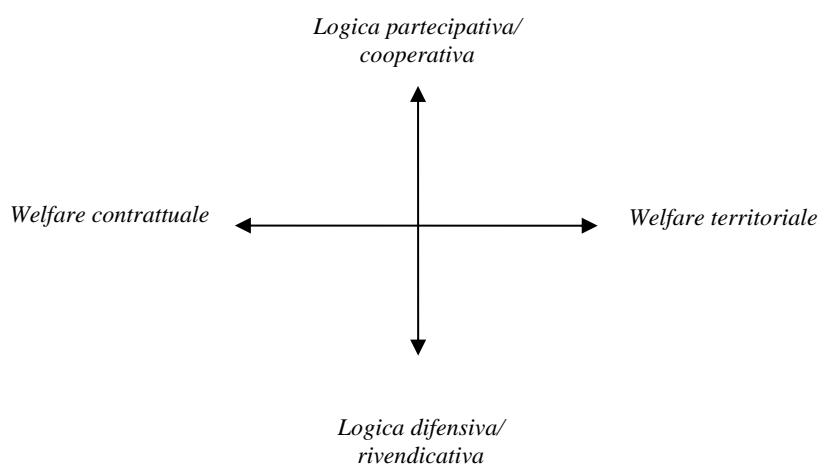 Logica partecipativa/
cooperativa
Welfare contrattuale
Welfare territoriale
Logica difensiva/
rivendicativa